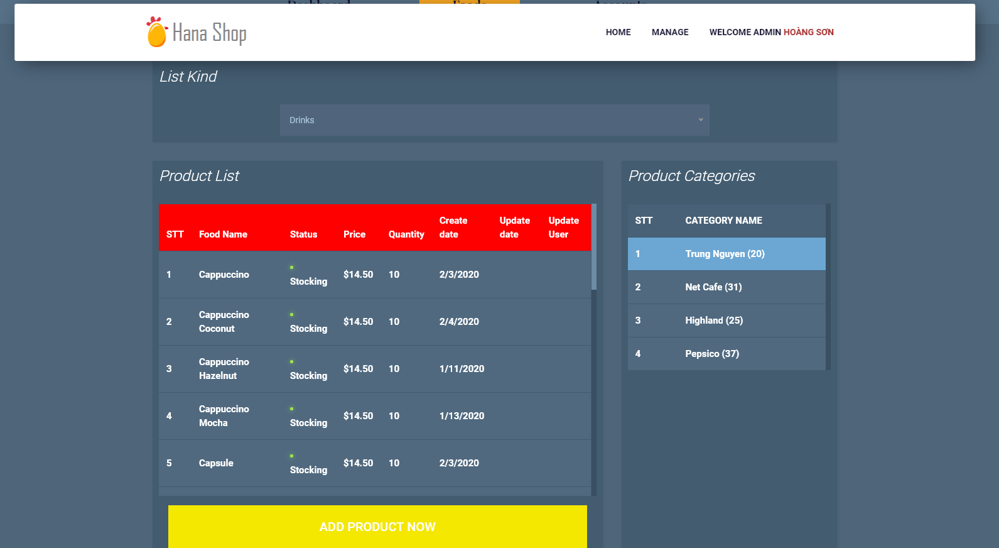 Dashboard Foods Accounts
Hana Shop
HOME MANAGE WELCOME ADMIN HOÀNG SƠN
List Kind
Drinks
Product List
STT Food Name Status Price Quantity Create date Update date Update User
1 Cappuccino Stocking $14.50 10 2/3/2020
2 Cappuccino Coconut Stocking $14.50 10 2/4/2020
3 Cappuccino Hazelnut Stocking $14.50 10 1/11/2020
4 Cappuccino Mocha Stocking $14.50 10 1/13/2020
5 Capsule Stocking $14.50 10 2/3/2020
ADD PRODUCT NOW
Product Categories
STT CATEGORY NAME
1 Trung Nguyen (20)
2 Net Cafe (31)
3 Highland (25)
4 Pepsico (37)